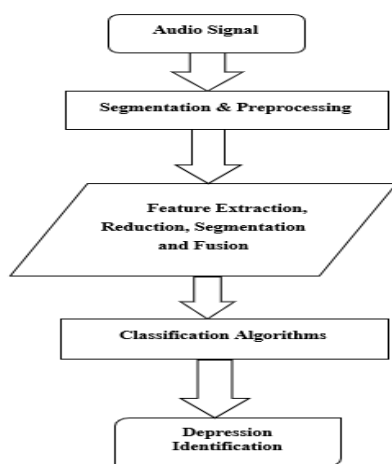 Audio Signal
Segmentation & Preprocessing
Feature Extraction,
Reduction, Segmentation
and Fusion
Classification Algorithms
Depression
Identification